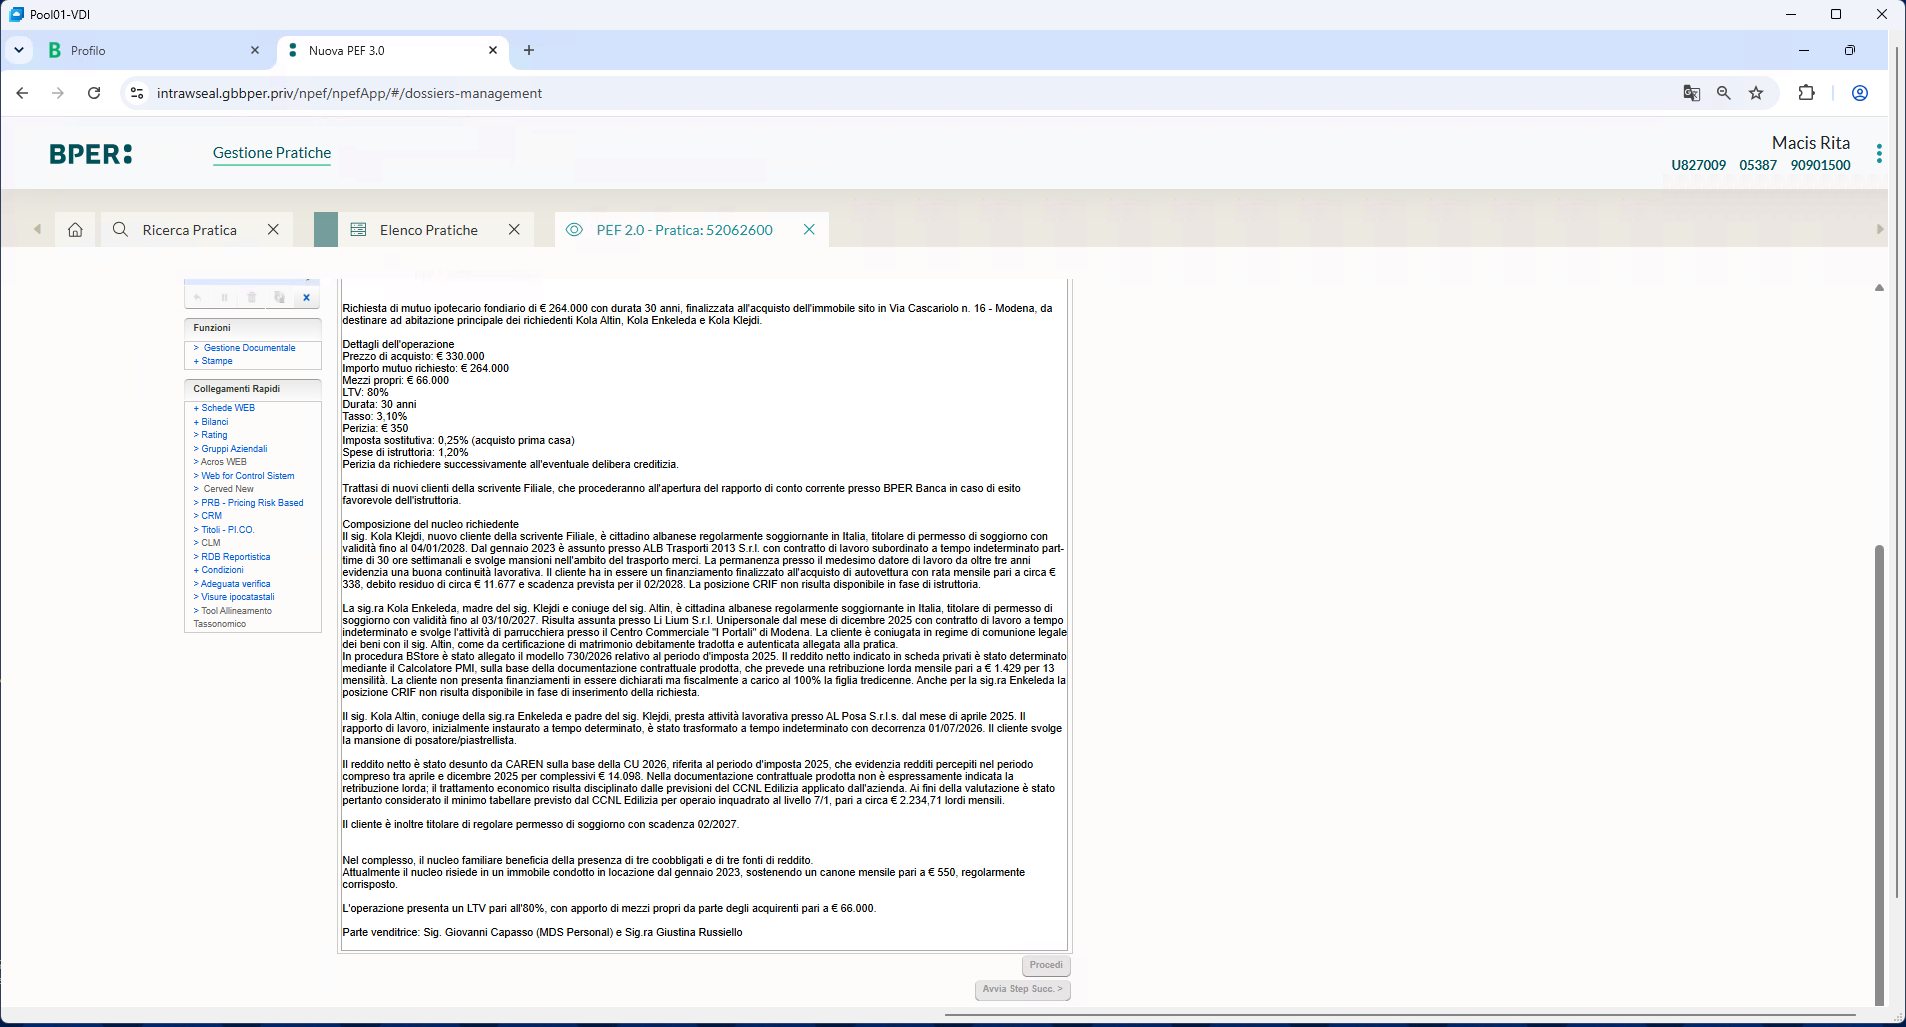 Pool01-VDI
Profilo
Nuova PEF 3.0
intrawseal.gbbper.priv/npef/npefApp/#/dossiers-management
BPER:
Gestione Pratiche
Macis Rita
U827009 05387 90901500
Ricerca Pratica
Elenco Pratiche
PEF 2.0 - Pratica: 52062600
Funzioni
> Gestione Documentale
+ Stampe
Collegamenti Rapidi
+ Schede WEB
+ Bilanci
> Rating
> Gruppi Aziendali
> Acros WEB
> Web for Control Sistem
> Cerved New
> PRB - Pricing Risk Based
> CRM
> Titoli - PI.CO.
> CLM
> RDB Reportistica
+ Condizioni
> Adeguata verifica
> Visure ipocatastali
> Tool Allineamento
Tassonomico
Richiesta di mutuo ipotecario fondiario di € 264.000 con durata 30 anni, finalizzata all'acquisto dell'immobile sito in Via Cascariolo n. 16 - Modena, da
destinare ad abitazione principale dei richiedenti Kola Altin, Kola Enkeleda e Kola Klejdi.
Dettagli dell'operazione
Prezzo di acquisto: € 330.000
Importo mutuo richiesto: € 264.000
Mezzi propri: € 66.000
LTV: 80%
Durata: 30 anni
Tasso: 3,10%
Perizia: € 350
Imposta sostitutiva: 0,25% (acquisto prima casa)
Spese di istruttoria: 1,20%
Perizia da richiedere successivamente all'eventuale delibera creditizia.
Trattasi di nuovi clienti della scrivente Filiale, che procederanno all'apertura del rapporto di conto corrente presso BPER Banca in caso di esito
favorevole dell'istruttoria.
Composizione del nucleo richiedente
Il sig. Kola Klejdi, nuovo cliente della scrivente Filiale, è cittadino albanese regolarmente soggiornante in Italia, titolare di permesso di soggiorno con
validità fino al 04/01/2028. Dal gennaio 2023 è assunto presso ALB Trasporti 2013 S.r.l. con contratto di lavoro subordinato a tempo indeterminato part-
time di 30 ore settimanali e svolge mansioni nell'ambito del trasporto merci. La permanenza presso il medesimo datore di lavoro da oltre tre anni
evidenzia una buona continuità lavorativa. Il cliente ha in essere un finanziamento finalizzato all'acquisto di autovettura con rata mensile pari a circa €
338, debito residuo di circa € 11.677 e scadenza prevista per il 02/2028. La posizione CRIF non risulta disponibile in fase di istruttoria.
La sig.ra Kola Enkeleda, madre del sig. Klejdi e coniuge del sig. Altin, è cittadina albanese regolarmente soggiornante in Italia, titolare di permesso di
soggiorno con validità fino al 03/10/2027. Risulta assunta presso Li Lium S.r.l. Unipersonale dal mese di dicembre 2025 con contratto di lavoro a tempo
indeterminato e svolge l'attività di parrucchiera presso il Centro Commerciale "I Portali" di Modena. La cliente è coniugata in regime di comunione legale
dei beni con il sig. Altin, come da certificazione di matrimonio debitamente tradotta e autenticata allegata alla pratica.
In procedura BStore è stato allegato il modello 730/2026 relativo al periodo d'imposta 2025. Il reddito netto indicato in scheda privati è stato determinato
mediante il Calcolatore PMI, sulla base della documentazione contrattuale prodotta, che prevede una retribuzione lorda mensile pari a € 1.429 per 13
mensilità. La cliente non presenta finanziamenti in essere dichiarati ma fiscalmente a carico al 100% la figlia tredicenne. Anche per la sig.ra Enkeleda la
posizione CRIF non risulta disponibile in fase di inserimento della richiesta.
Il sig. Kola Altin, coniuge della sig.ra Enkeleda e padre del sig. Klejdi, presta attività lavorativa presso AL Posa S.r.l.s. dal mese di aprile 2025. Il
rapporto di lavoro, inizialmente instaurato a tempo determinato, è stato trasformato a tempo indeterminato con decorrenza 01/07/2026. Il cliente svolge
la mansione di posatore/piastrellista.
Il reddito netto è stato desunto da CAREN sulla base della CU 2026, riferita al periodo d'imposta 2025, che evidenzia redditi percepiti nel periodo
compreso tra aprile e dicembre 2025 per complessivi € 14.098. Nella documentazione contrattuale prodotta non è espressamente indicata la
retribuzione lorda; il trattamento economico risulta disciplinato dalle previsioni del CCNL Edilizia applicato dall'azienda. Ai fini della valutazione è stato
pertanto considerato il minimo tabellare previsto dal CCNL Edilizia per operaio inquadrato al livello 7/1, pari a circa € 2.234,71 lordi mensili.
Il cliente è inoltre titolare di regolare permesso di soggiorno con scadenza 02/2027.
Nel complesso, il nucleo familiare beneficia della presenza di tre coobbligati e di tre fonti di reddito.
Attualmente il nucleo risiede in un immobile condotto in locazione dal gennaio 2023, sostenendo un canone mensile pari a € 550, regolarmente
corrisposto.
L'operazione presenta un LTV pari all'80%, con apporto di mezzi propri da parte degli acquirenti pari a € 66.000.
Parte venditrice: Sig. Giovanni Capasso (MDS Personal) e Sig.ra Giustina Russiello
Procedi
Avvia Step Succ. >